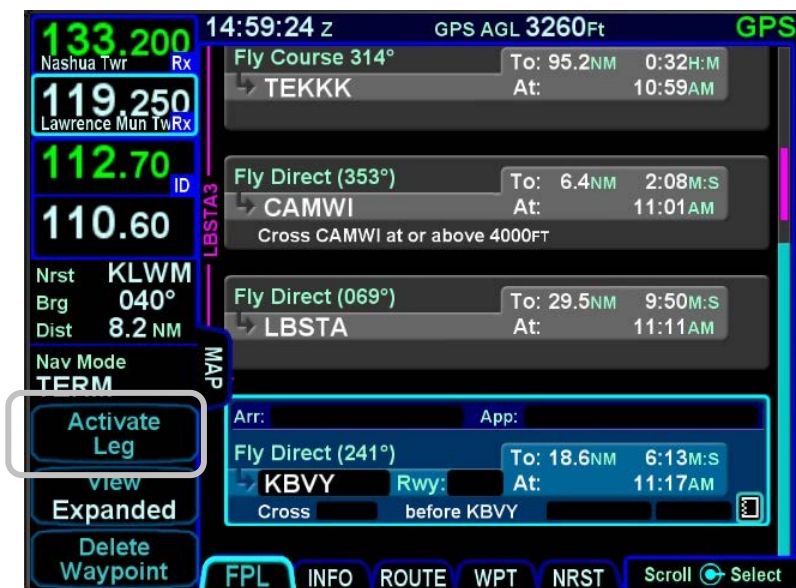 14:59:24 Z GPS AGL 3260FT GPS
133.200
Nashua Twr Rx
119.250
Lawrence Mun TwRx
112.70 ID
110.60
Nrst KLWM
Brg 040°
Dist 8.2 NM
Nav Mode
TERM
Activate
Leg
View
Expanded
Delete
Waypoint
LBSTA3
MAP
Fly Course 314° To: 95.2NM 0:32H:M
TEKKK At: 10:59AM
Fly Direct (353°) To: 6.4NM 2:08M:S
CAMWI At: 11:01AM
Cross CAMWI at or above 4000FT
Fly Direct (069°) To: 29.5NM 9:50M:S
LBSTA At: 11:11AM
Arr: App:
Fly Direct (241°) To: 18.6NM 6:13M:S
KBVY Rwy: At: 11:17AM
Cross before KBVY
FPL INFO ROUTE WPT NRST Scroll Select